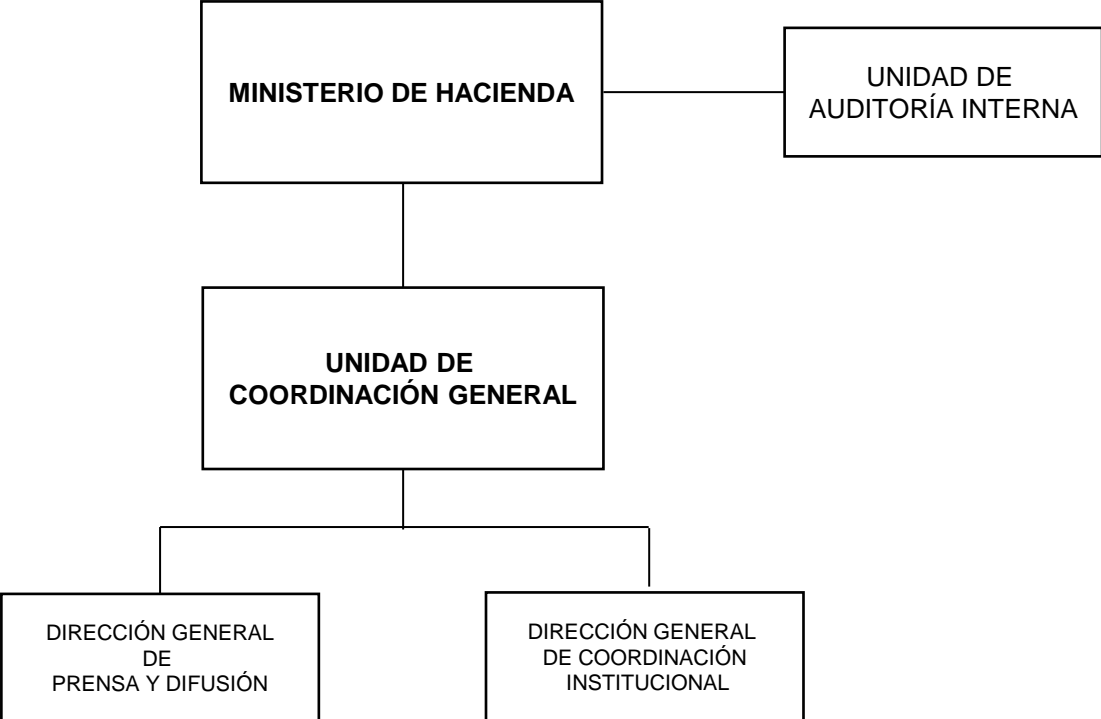 MINISTERIO DE HACIENDA
UNIDAD DE
AUDITORÍA INTERNA
UNIDAD DE
COORDINACIÓN GENERAL
DIRECCIÓN GENERAL
DE
PRENSA Y DIFUSIÓN
DIRECCIÓN GENERAL
DE COORDINACIÓN
INSTITUCIONAL